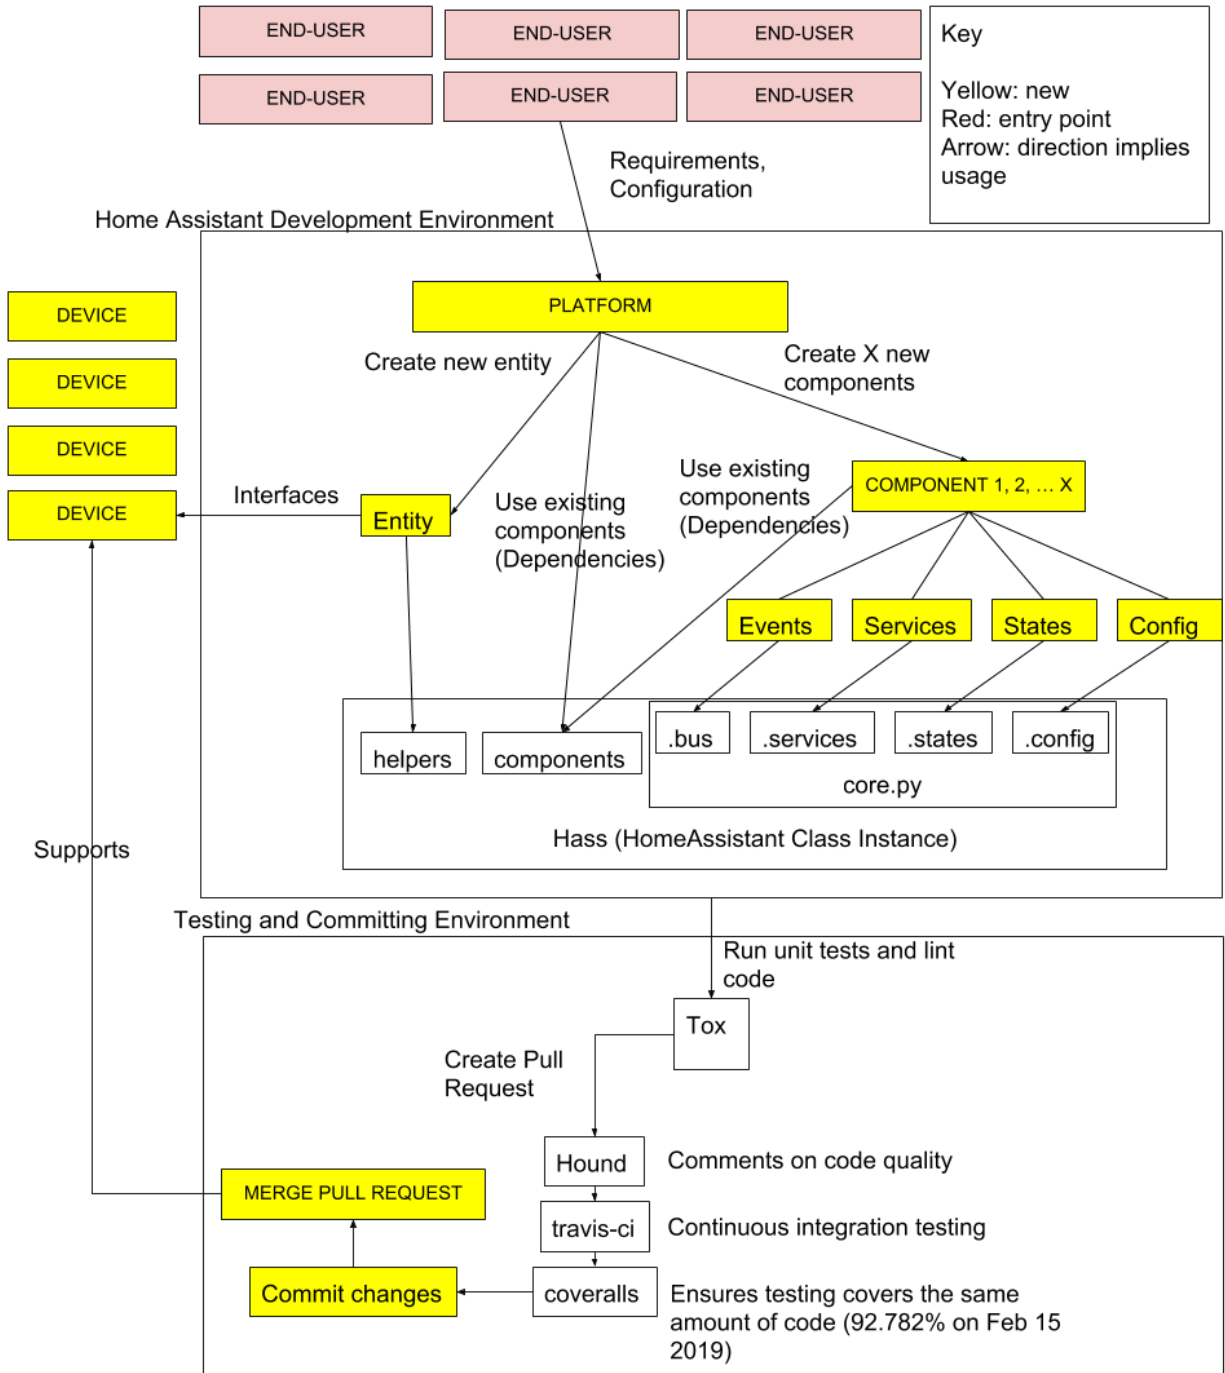 END-USER
END-USER
END-USER
END-USER
END-USER
END-USER
Key
Yellow: new
Red: entry point
Arrow: direction implies
usage
Requirements,
Configuration
Home Assistant Development Environment
DEVICE
DEVICE
DEVICE
DEVICE
PLATFORM
Create new entity
Create X new
components
Interfaces
Entity
Use existing
components
(Dependencies)
Use existing
components
(Dependencies)
COMPONENT 1, 2, ... X
Events
Services
States
Config
helpers
components
.bus
.services
.states
.config
core.py
Hass (HomeAssistant Class Instance)
Supports
Testing and Committing Environment
Run unit tests and lint
code
Tox
Create Pull
Request
Hound
Comments on code quality
MERGE PULL REQUEST
travis-ci
Continuous integration testing
Commit changes
coveralls
Ensures testing covers the same
amount of code (92.782% on Feb 15
2019)